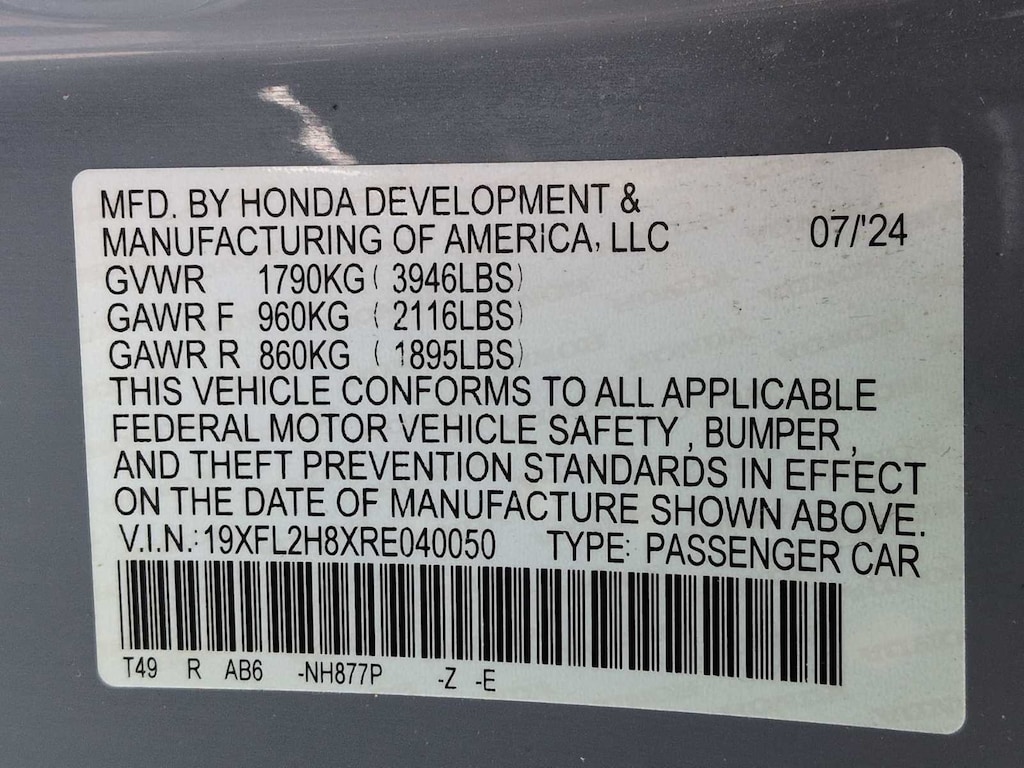 MFD. BY HONDA DEVELOPMENT &
MANUFACTURING OF AMERICA, LLC 07/'24
GVWR 1790KG ( 3946LBS)
GAWR F 960KG ( 2116LBS)
GAWR R 860KG ( 1895LBS)
THIS VEHICLE CONFORMS TO ALL APPLICABLE
FEDERAL MOTOR VEHICLE SAFETY , BUMPER ,
AND THEFT PREVENTION STANDARDS IN EFFECT
ON THE DATE OF MANUFACTURE SHOWN ABOVE.
V.I.N.: 19XFL2H8XRE040050 TYPE: PASSENGER CAR
T49 R AB6 -NH877P -Z -E